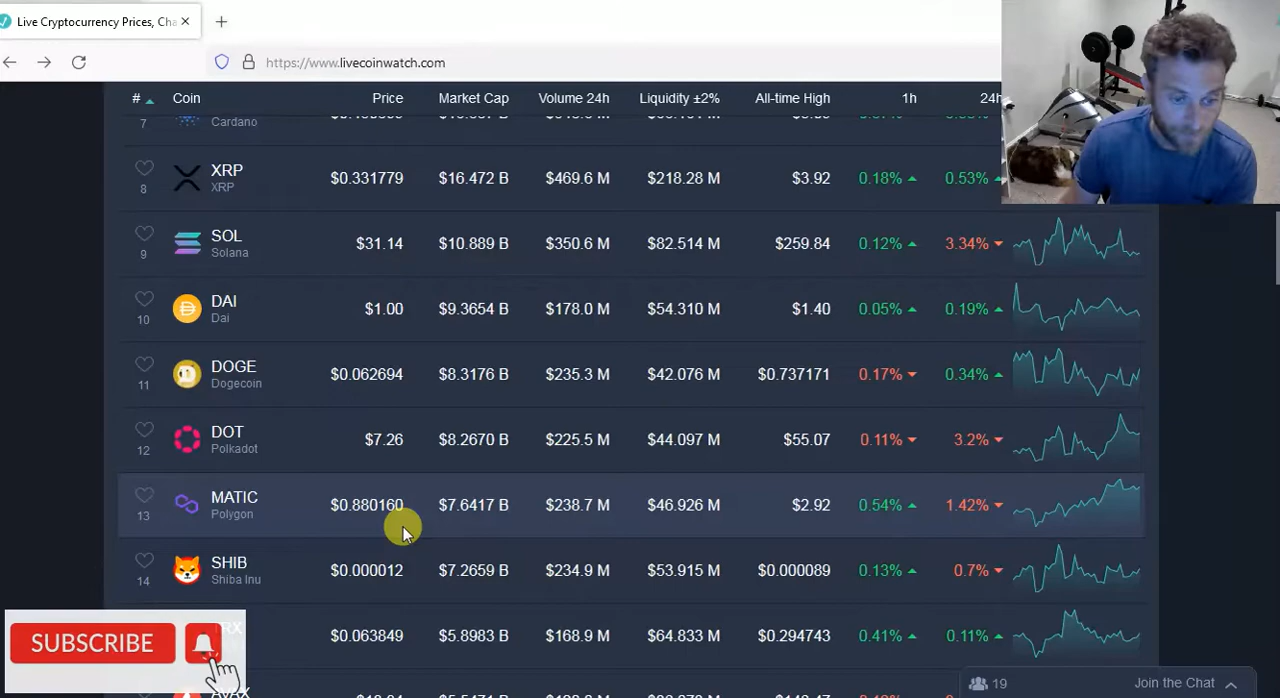 Live Cryptocurrency Prices, Cha
https://www.livecoinwatch.com
# Coin Price Market Cap Volume 24h Liquidity ±2% All-time High 1h 24h
7 Cardano
XRP
8 XRP $0.331779 $16.472 B $469.6 M $218.28 M $3.92 0.18% 0.53%
SOL
9 Solana $31.14 $10.889 B $350.6 M $82.514 M $259.84 0.12% 3.34%
DAI
10 Dai $1.00 $9.3654 B $178.0 M $54.310 M $1.40 0.05% 0.19%
DOGE
11 Dogecoin $0.062694 $8.3176 B $235.3 M $42.076 M $0.737171 0.17% 0.34%
DOT
12 Polkadot $7.26 $8.2670 B $225.5 M $44.097 M $55.07 0.11% 3.2%
MATIC
13 Polygon $0.880160 $7.6417 B $238.7 M $46.926 M $2.92 0.54% 1.42%
SHIB
14 Shiba Inu $0.000012 $7.2659 B $234.9 M $53.915 M $0.000089 0.13% 0.7%
$0.063849 $5.8983 B $168.9 M $64.833 M $0.294743 0.41% 0.11%
SUBSCRIBE
19 Join the Chat